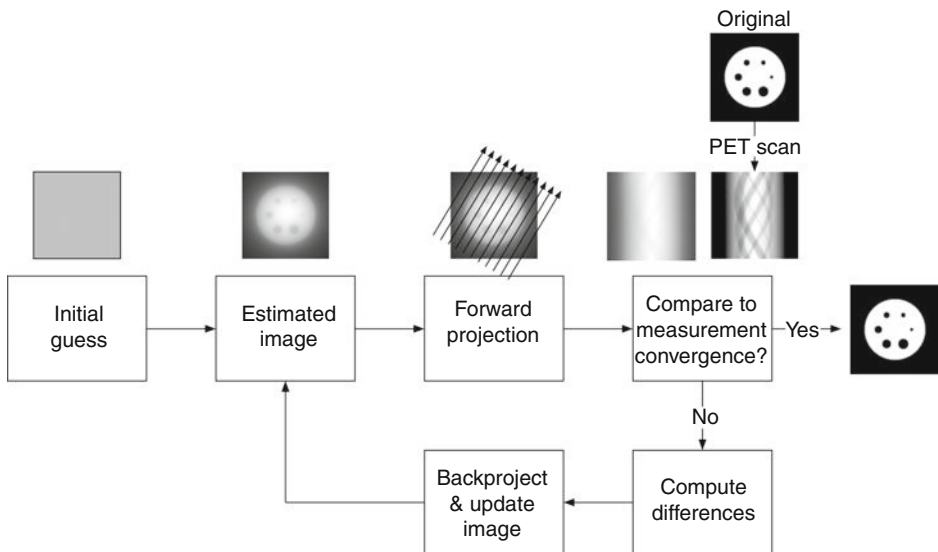 Original
PET scan
Initial
guess
Estimated
image
Forward
projection
Compare to
measurement
convergence?
Yes
No
Backproject
& update
image
Compute
differences